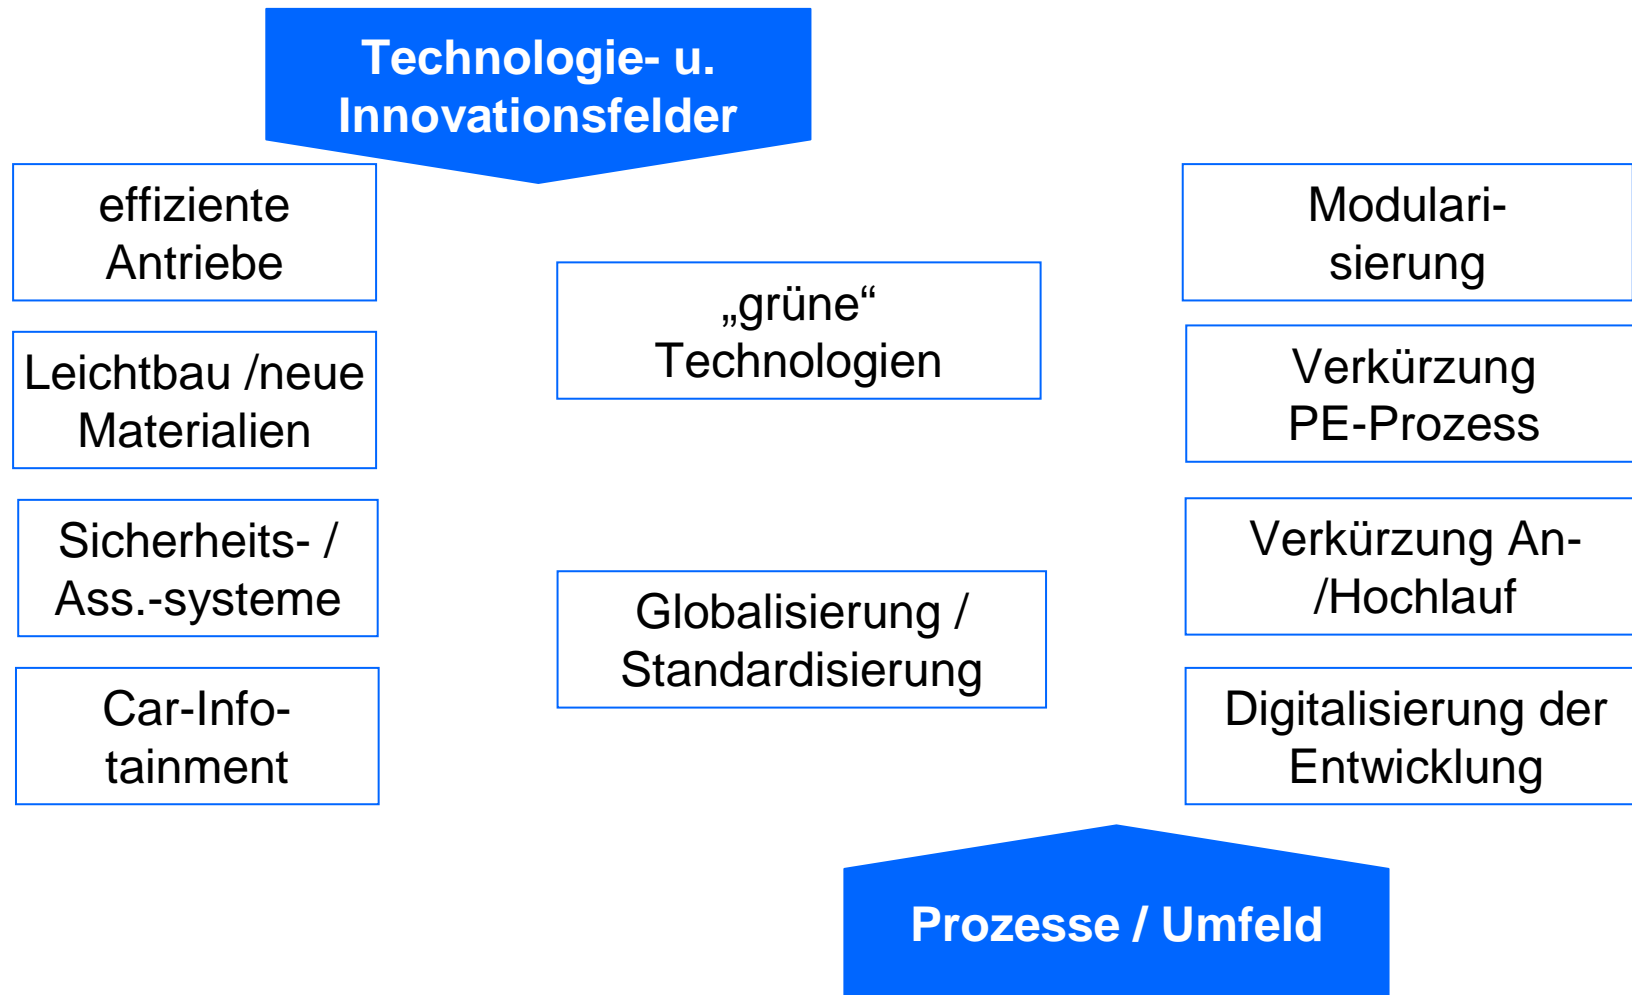 Technologie- u.
Innovationsfelder
effiziente
Antriebe
Leichtbau /neue
Materialien
Sicherheits- /
Ass.-systeme
Car-Info-
tainment
„grüne“
Technologien
Globalisierung /
Standardisierung
Modulari-
sierung
Verkürzung
PE-Prozess
Verkürzung An-
/Hochlauf
Digitalisierung der
Entwicklung
Prozesse / Umfeld